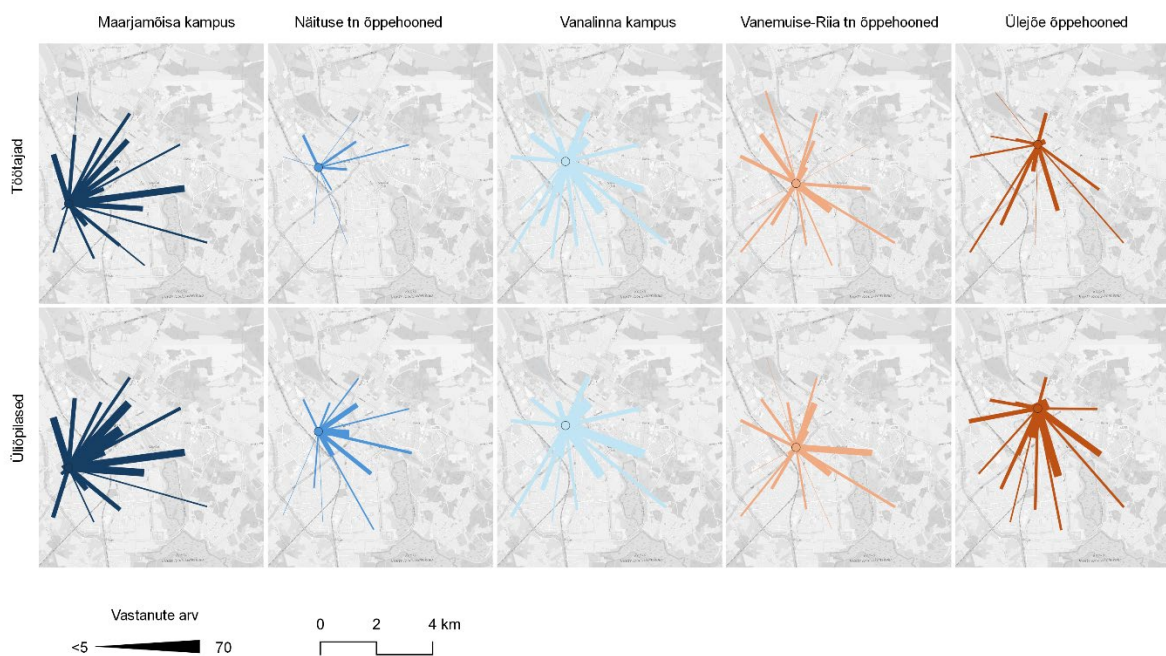 Maarjamõisa kampus
Näituse tn õppehooned
Vanalinna kampus
Vanemuise-Riia tn õppehooned
Ülejõe õppehooned
Töötajad
Üliõpilased
Vastanute arv
<5
70
0
2
4 km